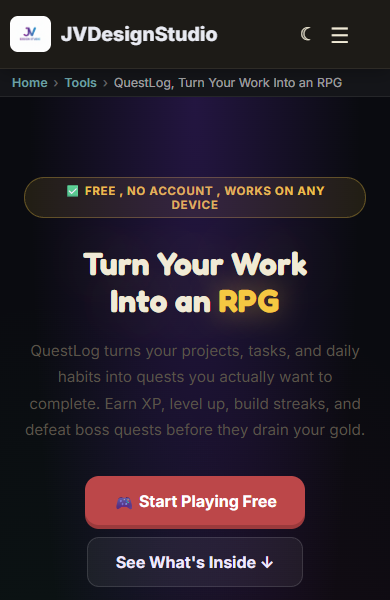 JV
JVDesignStudio
Home › Tools › QuestLog, Turn Your Work Into an RPG
✅ FREE , NO ACCOUNT , WORKS ON ANY
DEVICE
Turn Your Work
Into an RPG
QuestLog turns your projects, tasks, and daily
habits into quests you actually want to
complete. Earn XP, level up, build streaks, and
defeat boss quests before they drain your gold.
🎮 Start Playing Free
See What's Inside ↓